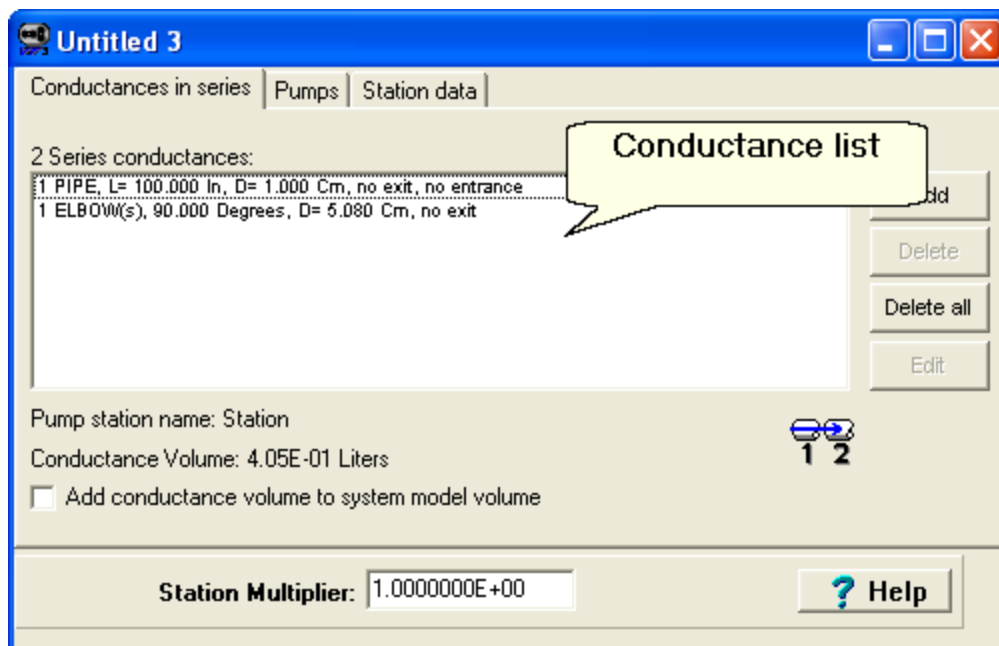 Untitled 3
Conductances in series Pumps Station data
Conductance list
2 Series conductances:
1 PIPE, L= 100.000 In, D= 1.000 Cm, no exit, no entrance
1 ELBOW(s), 90.000 Degrees, D= 5.080 Cm, no exit
dd
Delete
Delete all
Edit
Pump station name: Station
Conductance Volume: 4.05E-01 Liters
1 2
Add conductance volume to system model volume
Station Multiplier: 1.0000000E+00
? Help